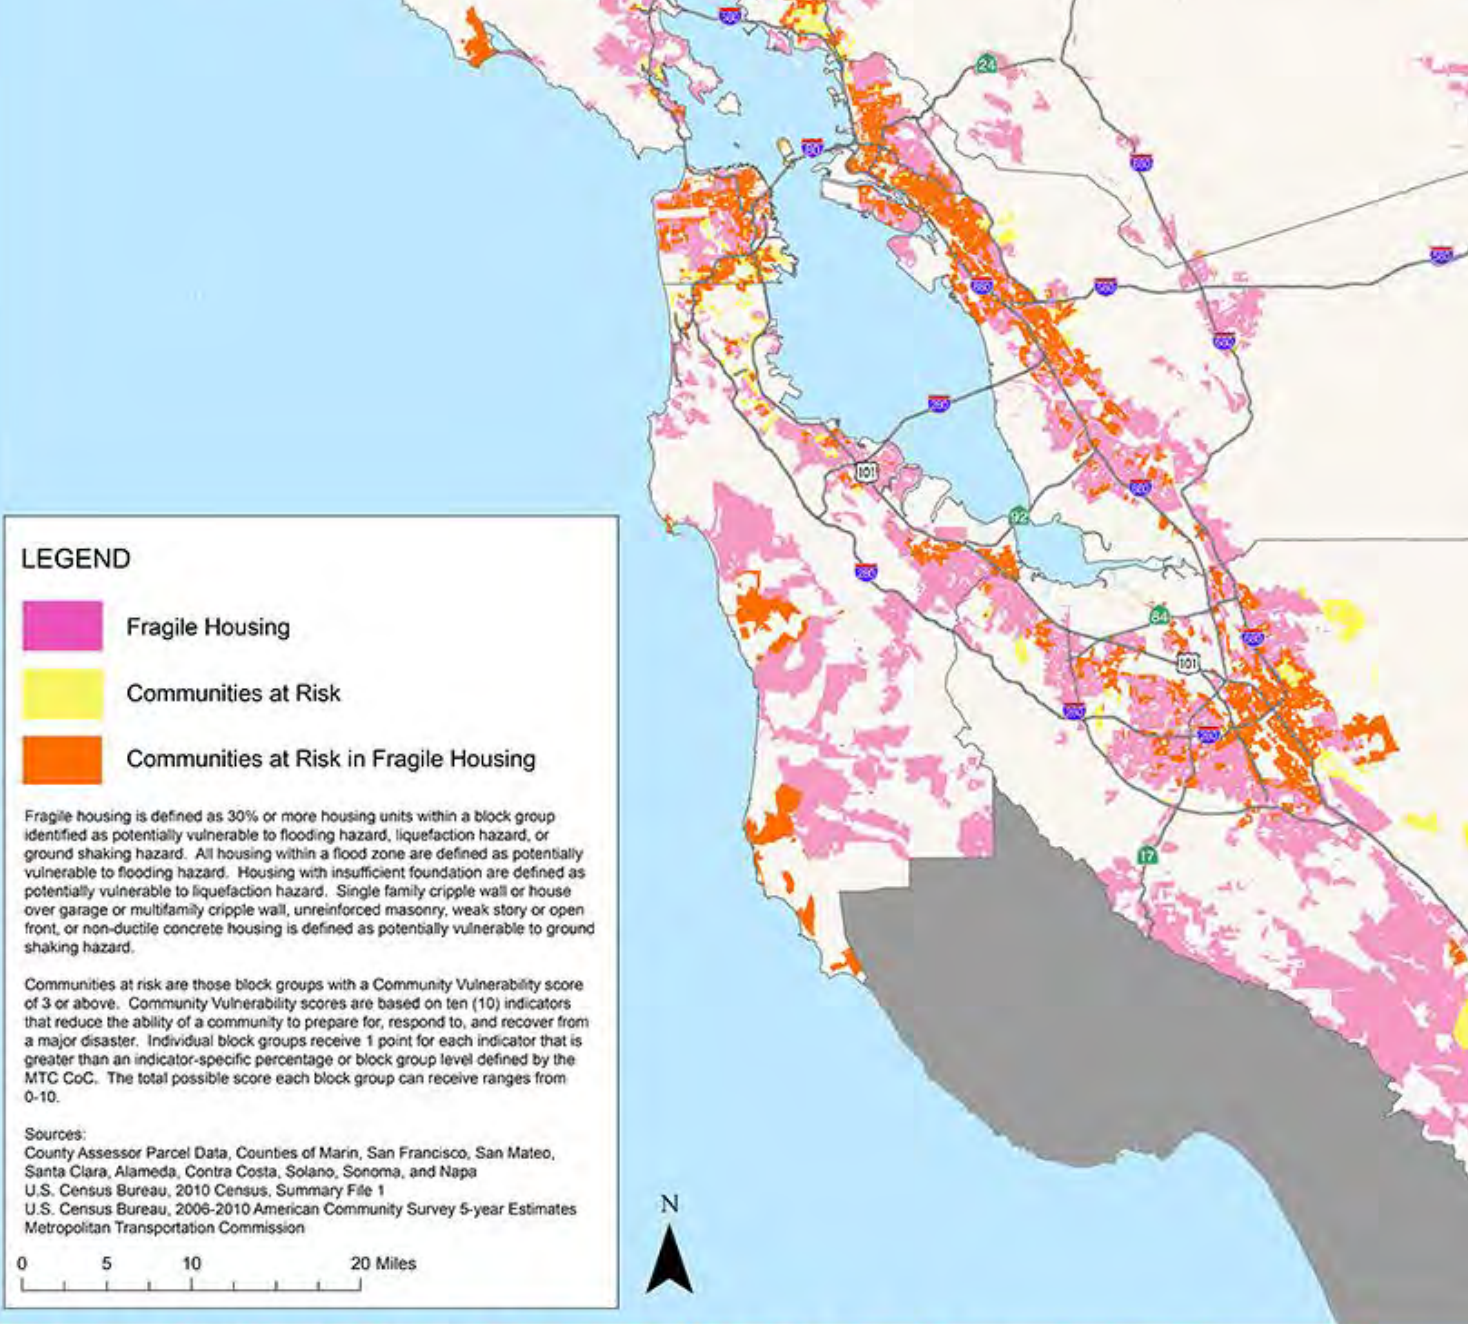 580
24
80
680
580
680
580
580
680
280
101
92
880
280
84
680
101
280
280
17
LEGEND
Fragile Housing
Communities at Risk
Communities at Risk in Fragile Housing
Fragile housing is defined as 30% or more housing units within a block group
identified as potentially vulnerable to flooding hazard, liquefaction hazard, or
ground shaking hazard. All housing within a flood zone are defined as potentially
vulnerable to flooding hazard. Housing with insufficient foundation are defined as
potentially vulnerable to liquefaction hazard. Single family cripple wall or house
over garage or multifamily cripple wall, unreinforced masonry, weak story or open
front, or non-ductile concrete housing is defined as potentially vulnerable to ground
shaking hazard.
Communities at risk are those block groups with a Community Vulnerability score
of 3 or above. Community Vulnerability scores are based on ten (10) indicators
that reduce the ability of a community to prepare for, respond to, and recover from
a major disaster. Individual block groups receive 1 point for each indicator that is
greater than an indicator-specific percentage or block group level defined by the
MTC CoC. The total possible score each block group can receive ranges from
0-10.
Sources:
County Assessor Parcel Data, Counties of Marin, San Francisco, San Mateo,
Santa Clara, Alameda, Contra Costa, Solano, Sonoma, and Napa
U.S. Census Bureau, 2010 Census, Summary File 1
U.S. Census Bureau, 2006-2010 American Community Survey 5-year Estimates
Metropolitan Transportation Commission
0 5 10 20 Miles
N